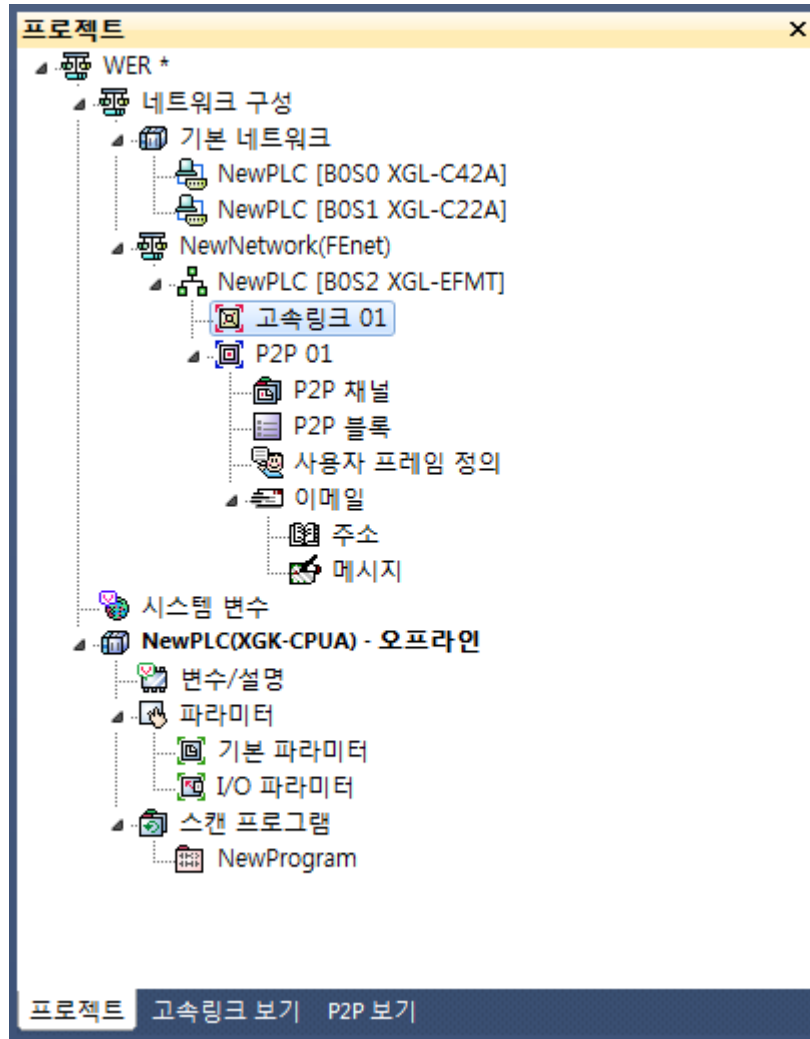 프로젝트
WER *
네트워크 구성
기본 네트워크
NewPLC [B0S0 XGL-C42A]
NewPLC [B0S1 XGL-C22A]
NewNetwork(FEnet)
NewPLC [B0S2 XGL-EFMT]
고속링크 01
P2P 01
P2P 채널
P2P 블록
사용자 프레임 정의
이메일
주소
메시지
시스템 변수
NewPLC(XGK-CPUA) - 오프라인
변수/설명
파라미터
기본 파라미터
I/O 파라미터
스캔 프로그램
NewProgram
프로젝트 고속링크 보기 P2P 보기